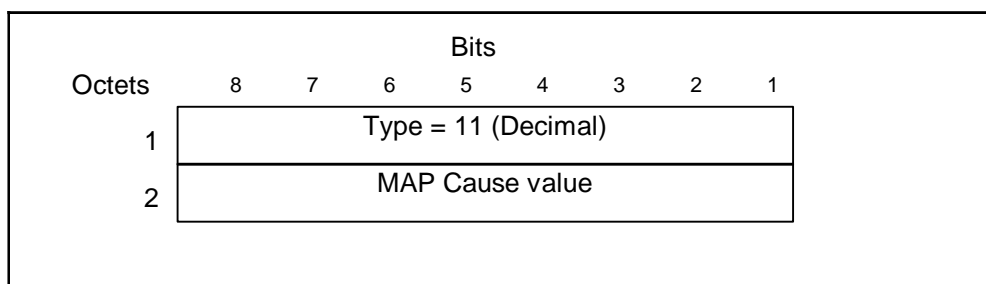 Bits
Octets 8 7 6 5 4 3 2 1
1 Type = 11 (Decimal)
2 MAP Cause value